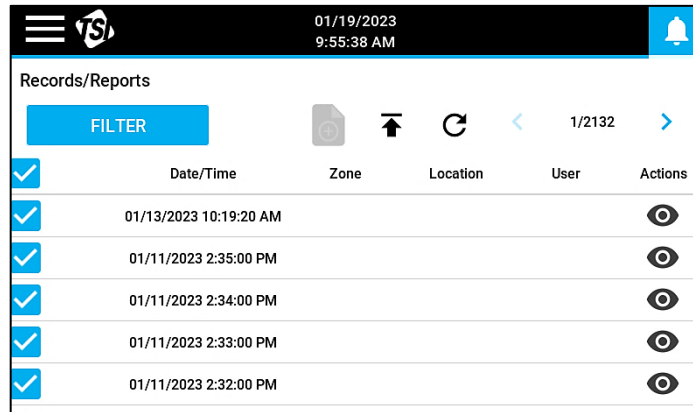 TSI
01/19/2023
9:55:38 AM
Records/Reports
FILTER
1/2132
Date/Time Zone Location User Actions
01/13/2023 10:19:20 AM
01/11/2023 2:35:00 PM
01/11/2023 2:34:00 PM
01/11/2023 2:33:00 PM
01/11/2023 2:32:00 PM